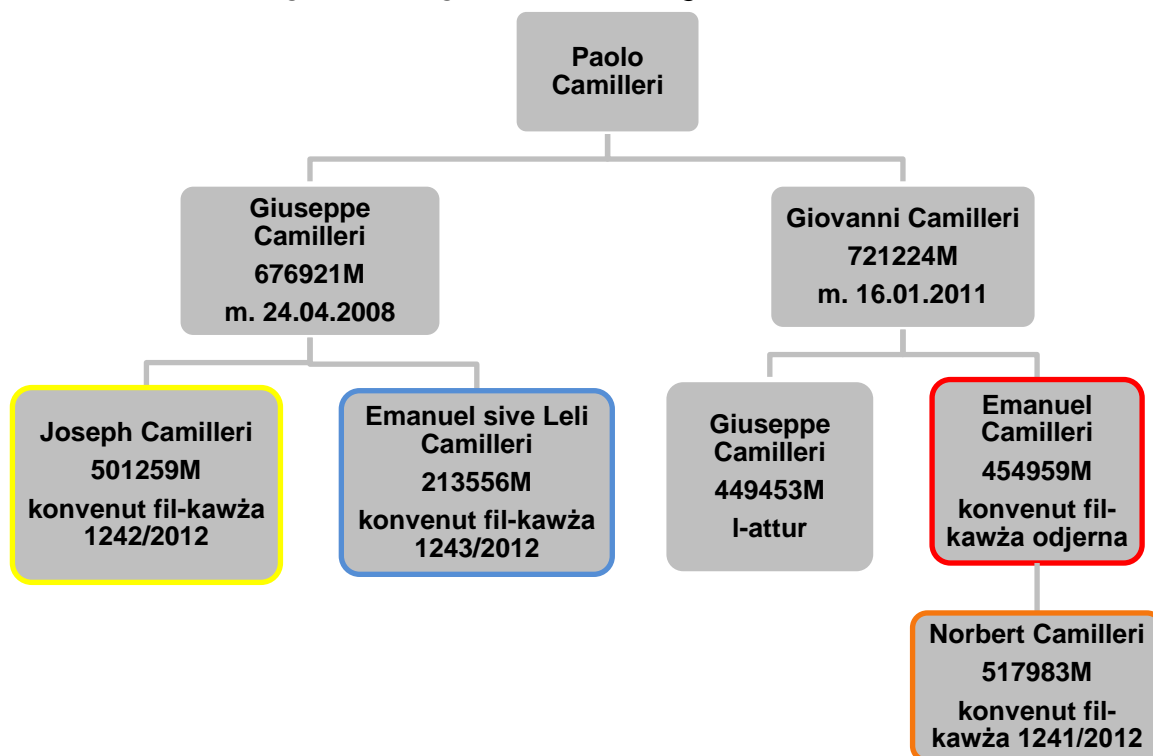 Paolo
Camilleri
Giuseppe
Camilleri
676921M
m. 24.04.2008
Giovanni Camilleri
721224M
m. 16.01.2011
Joseph Camilleri
501259M
konvenut fil-kawża
1242/2012
Emanuel sive Leli
Camilleri
213556M
konvenut fil-kawża
1243/2012
Giuseppe
Camilleri
449453M
l-attur
Emanuel
Camilleri
454959M
konvenut fil-
kawża odjerna
Norbert Camilleri
517983M
konvenut fil-
kawża 1241/2012